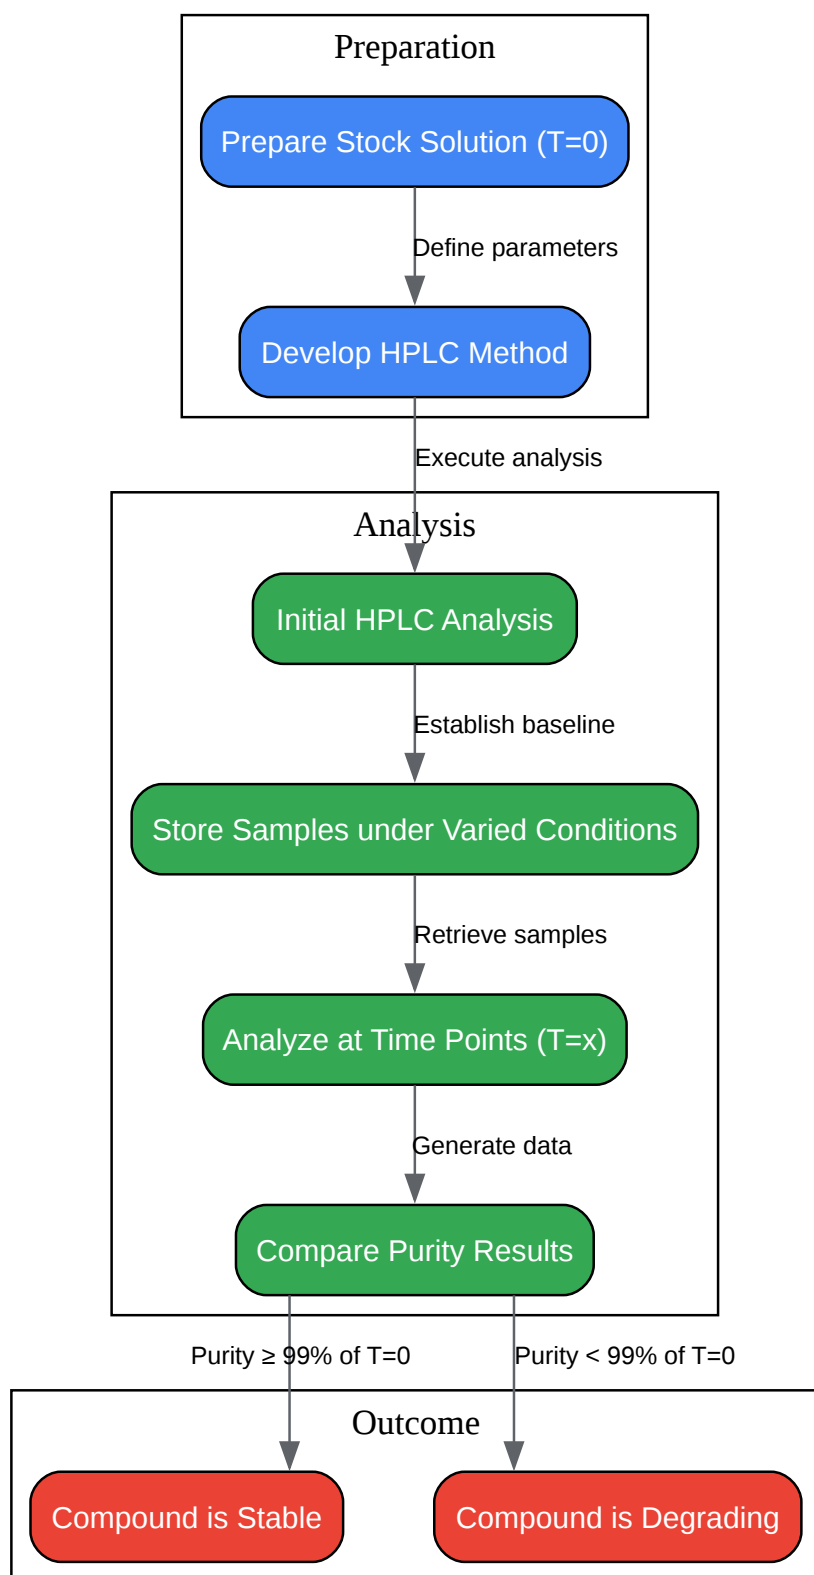 Preparation
Prepare Stock Solution (T=0)
Define parameters
Develop HPLC Method
Execute analysis
Analysis
Initial HPLC Analysis
Establish baseline
Store Samples under Varied Conditions
Retrieve samples
Analyze at Time Points (T=x)
Generate data
Compare Purity Results
Purity ≥ 99% of T=0
Purity < 99% of T=0
Outcome
Compound is Stable
Compound is Degrading